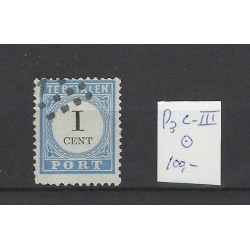 TE BETALEN
1
CENT
PORT
P3 C-III
⊙
100,-